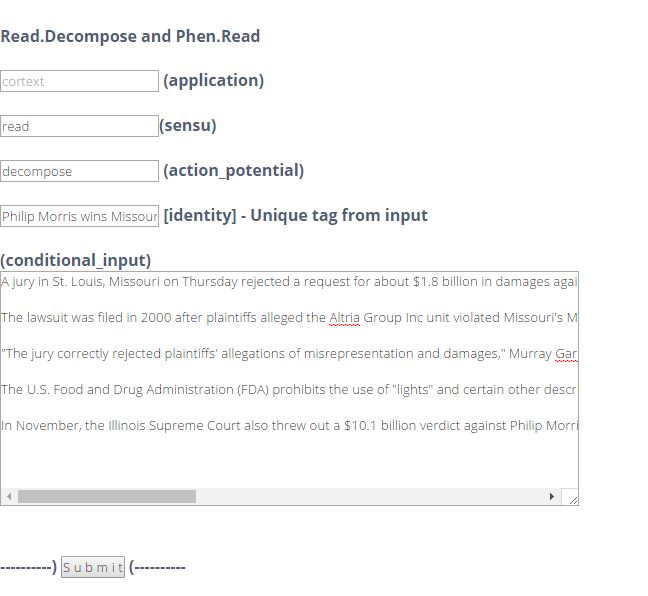 Read.Decompose and Phen.Read
cortext (application)
read (sensu)
decompose (action_potential)
Philip Morris wins Missour [identity] - Unique tag from input
(conditional_input)
A jury in St. Louis, Missouri on Thursday rejected a request for about $1.8 billion in damages agai
The lawsuit was filed in 2000 after plaintiffs alleged the Altria Group Inc unit violated Missouri's M
"The jury correctly rejected plaintiffs' allegations of misrepresentation and damages," Murray Gar
The U.S. Food and Drug Administration (FDA) prohibits the use of "lights" and certain other descr
In November, the Illinois Supreme Court also threw out a $10.1 billion verdict against Philip Morri
----------) Submit (----------